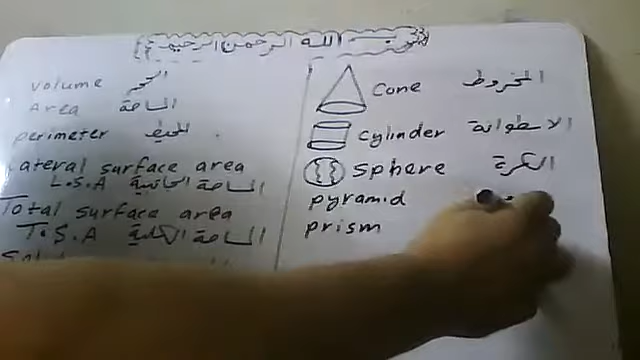 بسم الله الرحمن الرحيم
volume الحجم
Area المساحة
perimeter المحيط
Lateral surface area
L.S.A المساحة الجانبية
Total surface area
T.S.A المساحة الكلية
Cone المخروط
Cylinder الاسطوانة
Sphere الكرة
pyramid
prism